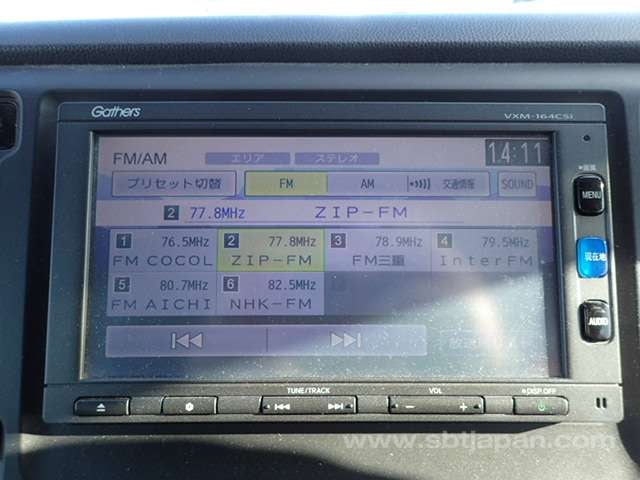 Gathers VXM-164CSi
FM/AM エリア ステレオ 14:11
プリセット切替 FM AM 交通情報 SOUND
MENU
2 77.8MHz ZIP-FM
1 76.5MHz 2 77.8MHz 3 78.9MHz 4 79.5MHz
FM COCOL ZIP-FM FM三重 InterFM
現在地
5 80.7MHz 6 82.5MHz
FM AICHI NHK-FM
AUDIO
TUNE/TRACK VOL DISP OFF
www.sbtjapan.com